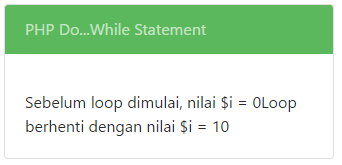 PHP Do...While Statement
Sebelum loop dimulai, nilai $i = 0Loop
berhenti dengan nilai $i = 10